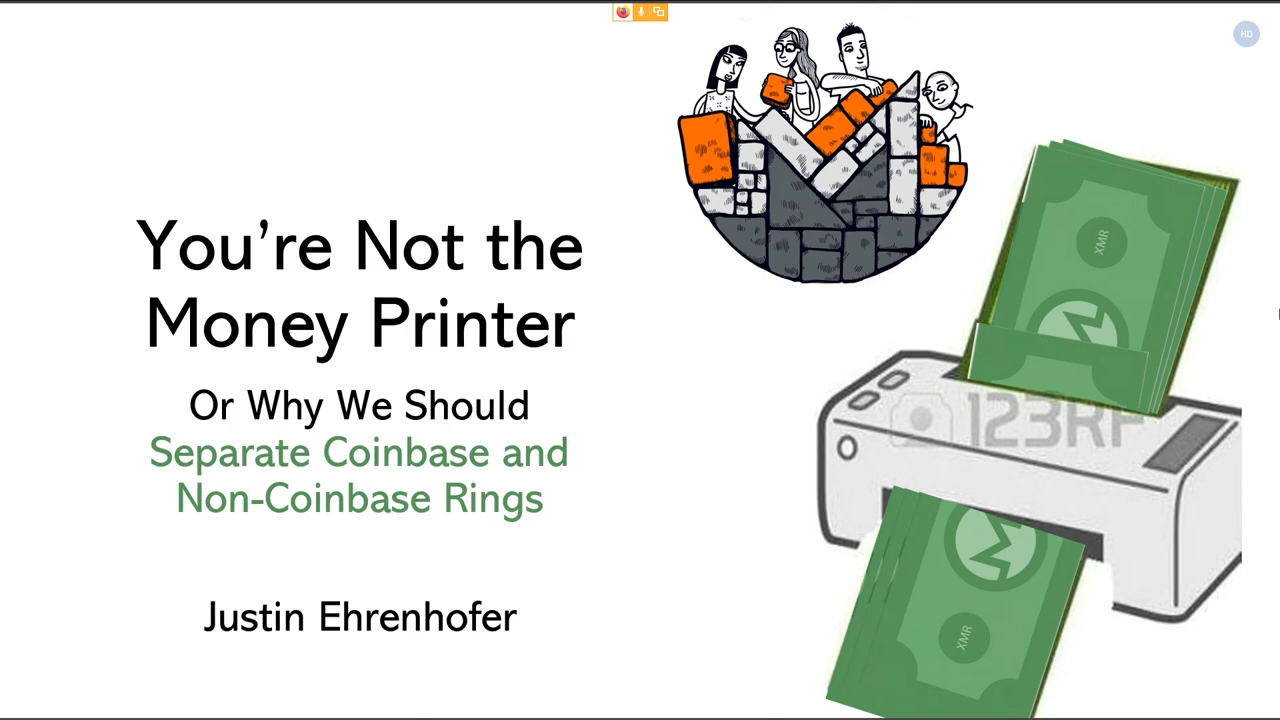 HD
You're Not the
Money Printer
Or Why We Should
Separate Coinbase and
Non-Coinbase Rings
Justin Ehrenhofer
XMR
123RF
XMR